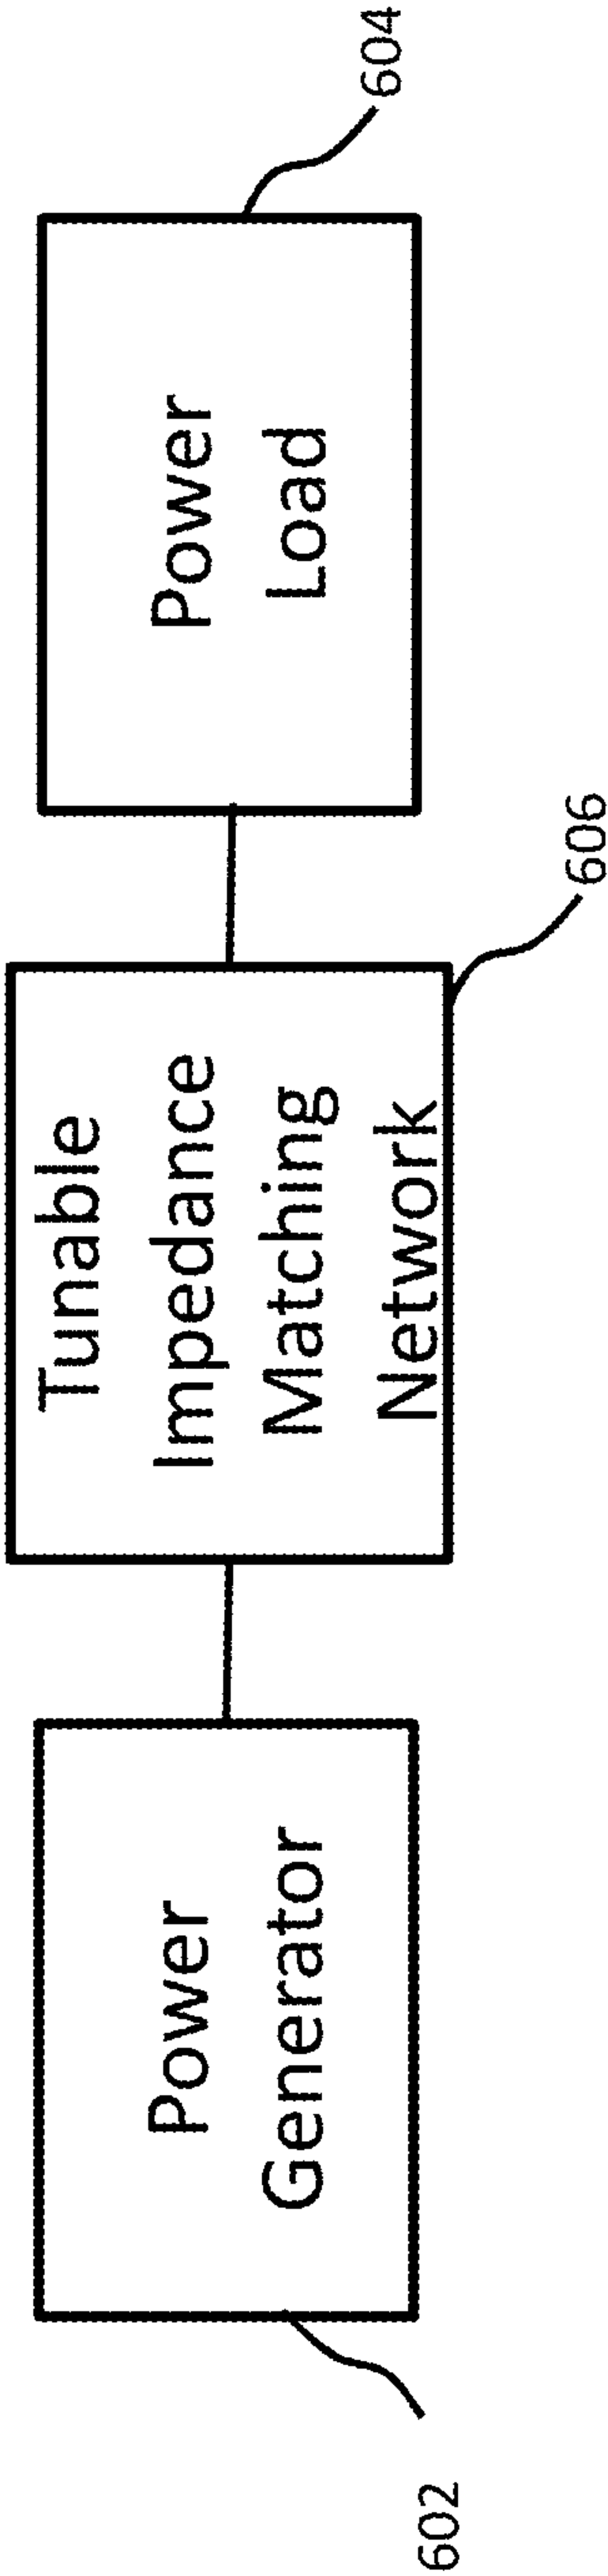 Power
Generator
602
Tunable
Impedance
Matching
Network
606
Power
Load
604